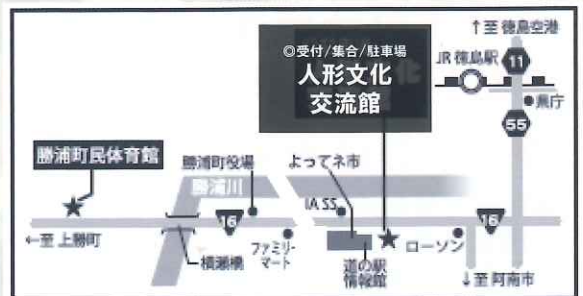 ↑至徳島空港
◎受付/集合/駐車場
人形文化
交流館
JR徳島駅
11
県庁
55
勝浦町民体育館
勝浦町役場
よってネ市
勝浦川
JA SS
16
16
←至 上勝町
横瀬橋
ファミリー
マート
道の駅
情報館
ローソン
↓至 阿南市